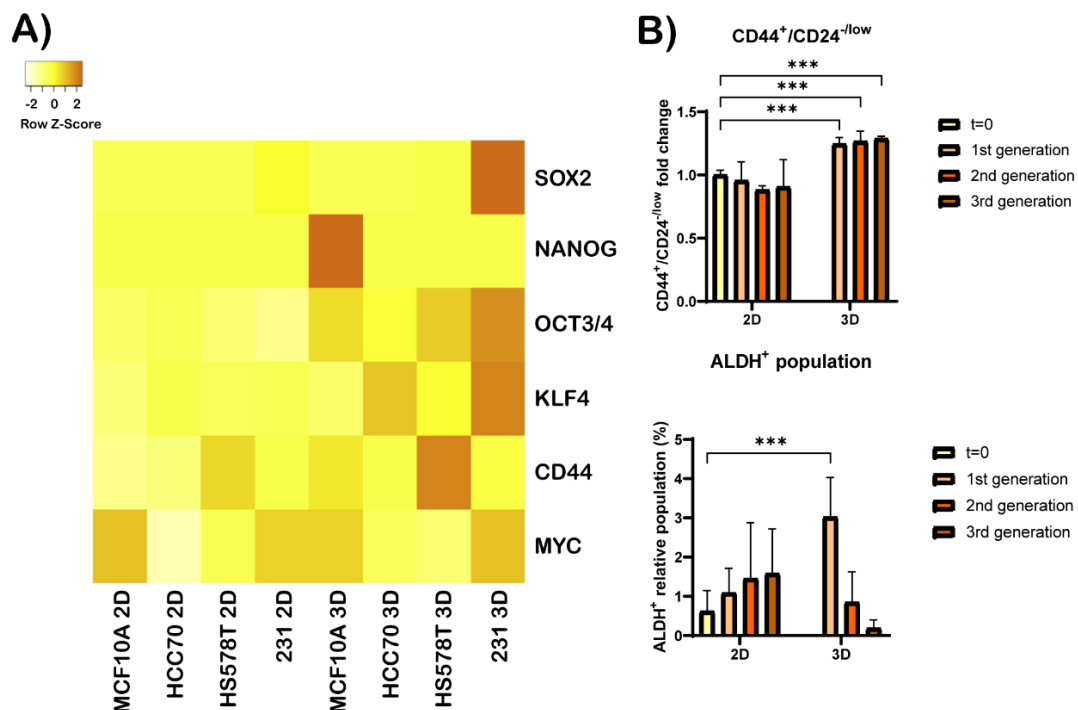 A)
-2 0 2
Row Z-Score
SOX2
NANOG
OCT3/4
KLF4
CD44
MYC
MCF10A 2D
HCC70 2D
HS578T 2D
231 2D
MCF10A 3D
HCC70 3D
HS578T 3D
231 3D
B)
CD44⁺/CD24⁻/ˡᵒʷ
***
***
***
CD44⁺/CD24⁻/ˡᵒʷ fold change
1.5
1.0
0.5
0.0
2D 3D
t=0
1st generation
2nd generation
3rd generation
ALDH⁺ population
***
ALDH⁺ relative population (%)
5
4
3
2
1
0
2D 3D
t=0
1st generation
2nd generation
3rd generation